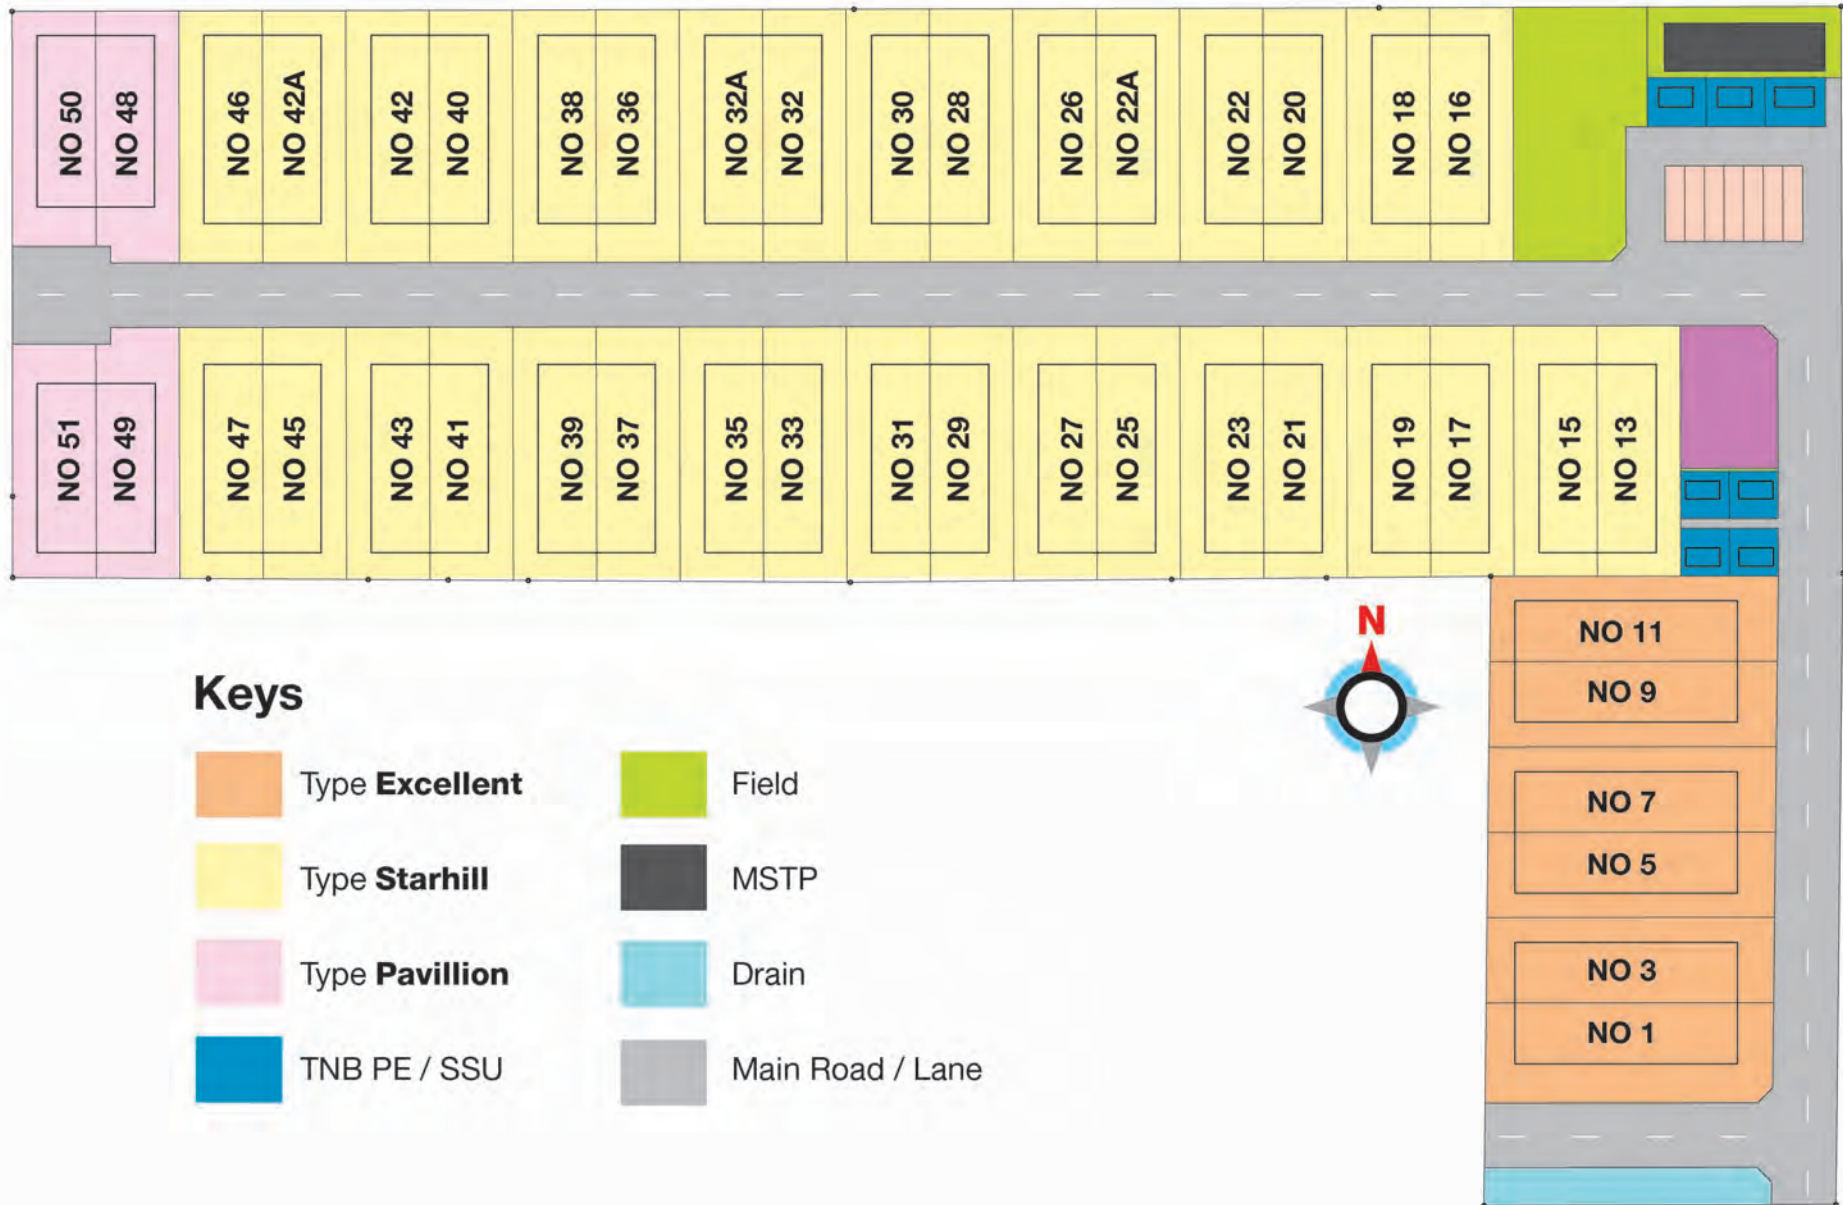 NO 50
NO 48
NO 46
NO 42A
NO 42
NO 40
NO 38
NO 36
NO 32A
NO 32
NO 30
NO 28
NO 26
NO 22A
NO 22
NO 20
NO 18
NO 16
NO 51
NO 49
NO 47
NO 45
NO 43
NO 41
NO 39
NO 37
NO 35
NO 33
NO 31
NO 29
NO 27
NO 25
NO 23
NO 21
NO 19
NO 17
NO 15
NO 13
NO 11
NO 9
NO 7
NO 5
NO 3
NO 1
N
Keys
Type Excellent
Type Starhill
Type Pavillion
TNB PE / SSU
Field
MSTP
Drain
Main Road / Lane